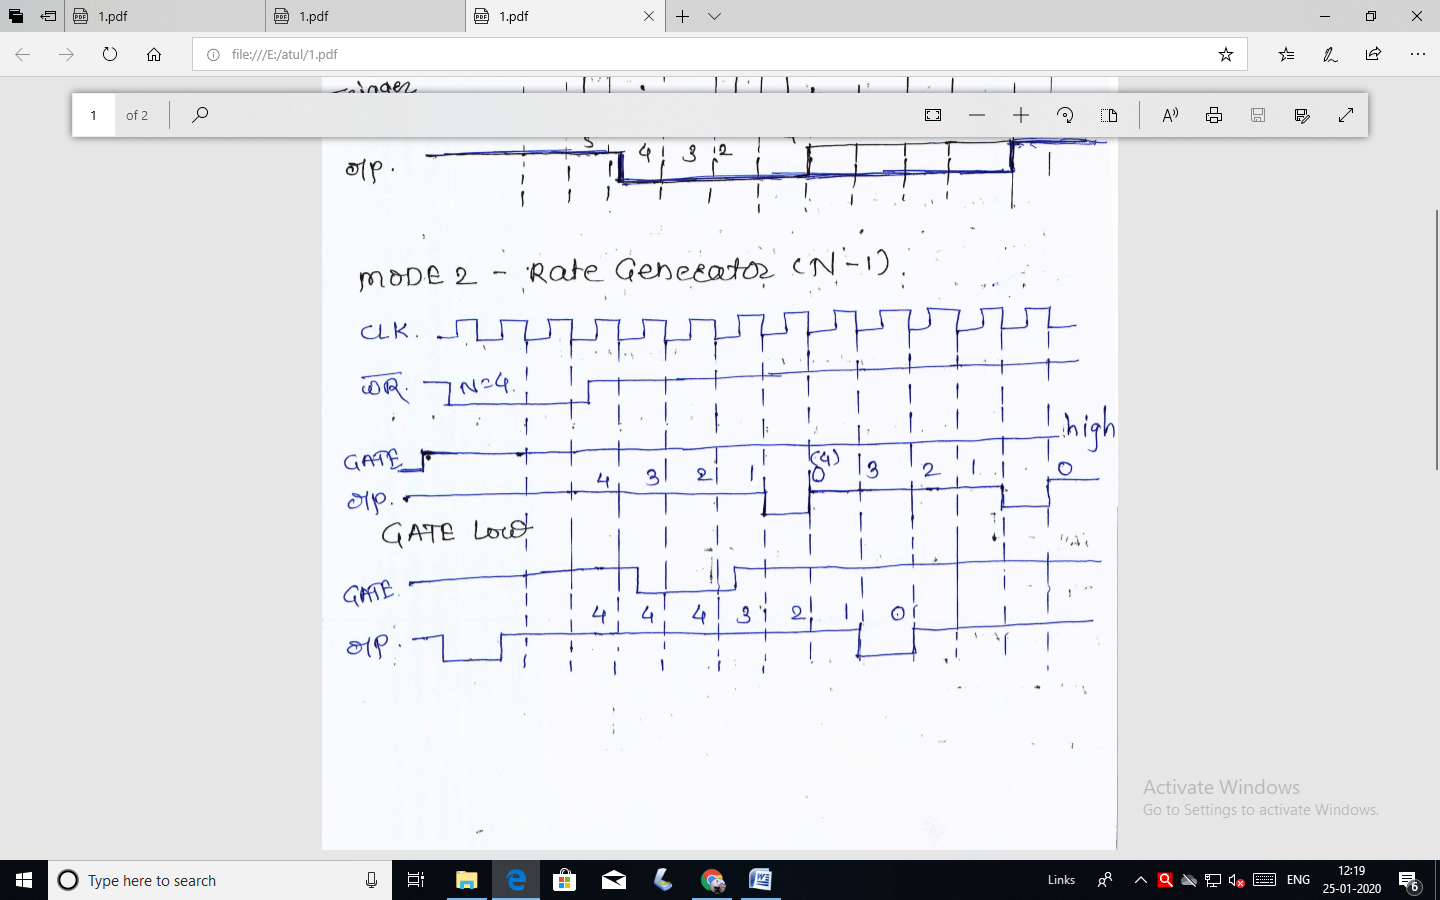 1.pdf 1.pdf 1.pdf
file:///E:/atul/1.pdf
Trigger
1 of 2
O/P. 4 3 2
MODE 2 - Rate Generator (N-1).
CLK.
WR. N=4.
high
GATE
4 3 2 1 (4) 0 3 2 1 0
O/P.
GATE Low
GATE.
4 4 4 3 2 1 0
O/P.
Activate Windows
Go to Settings to activate Windows.
Type here to search
Links
ENG
12:19
25-01-2020
6